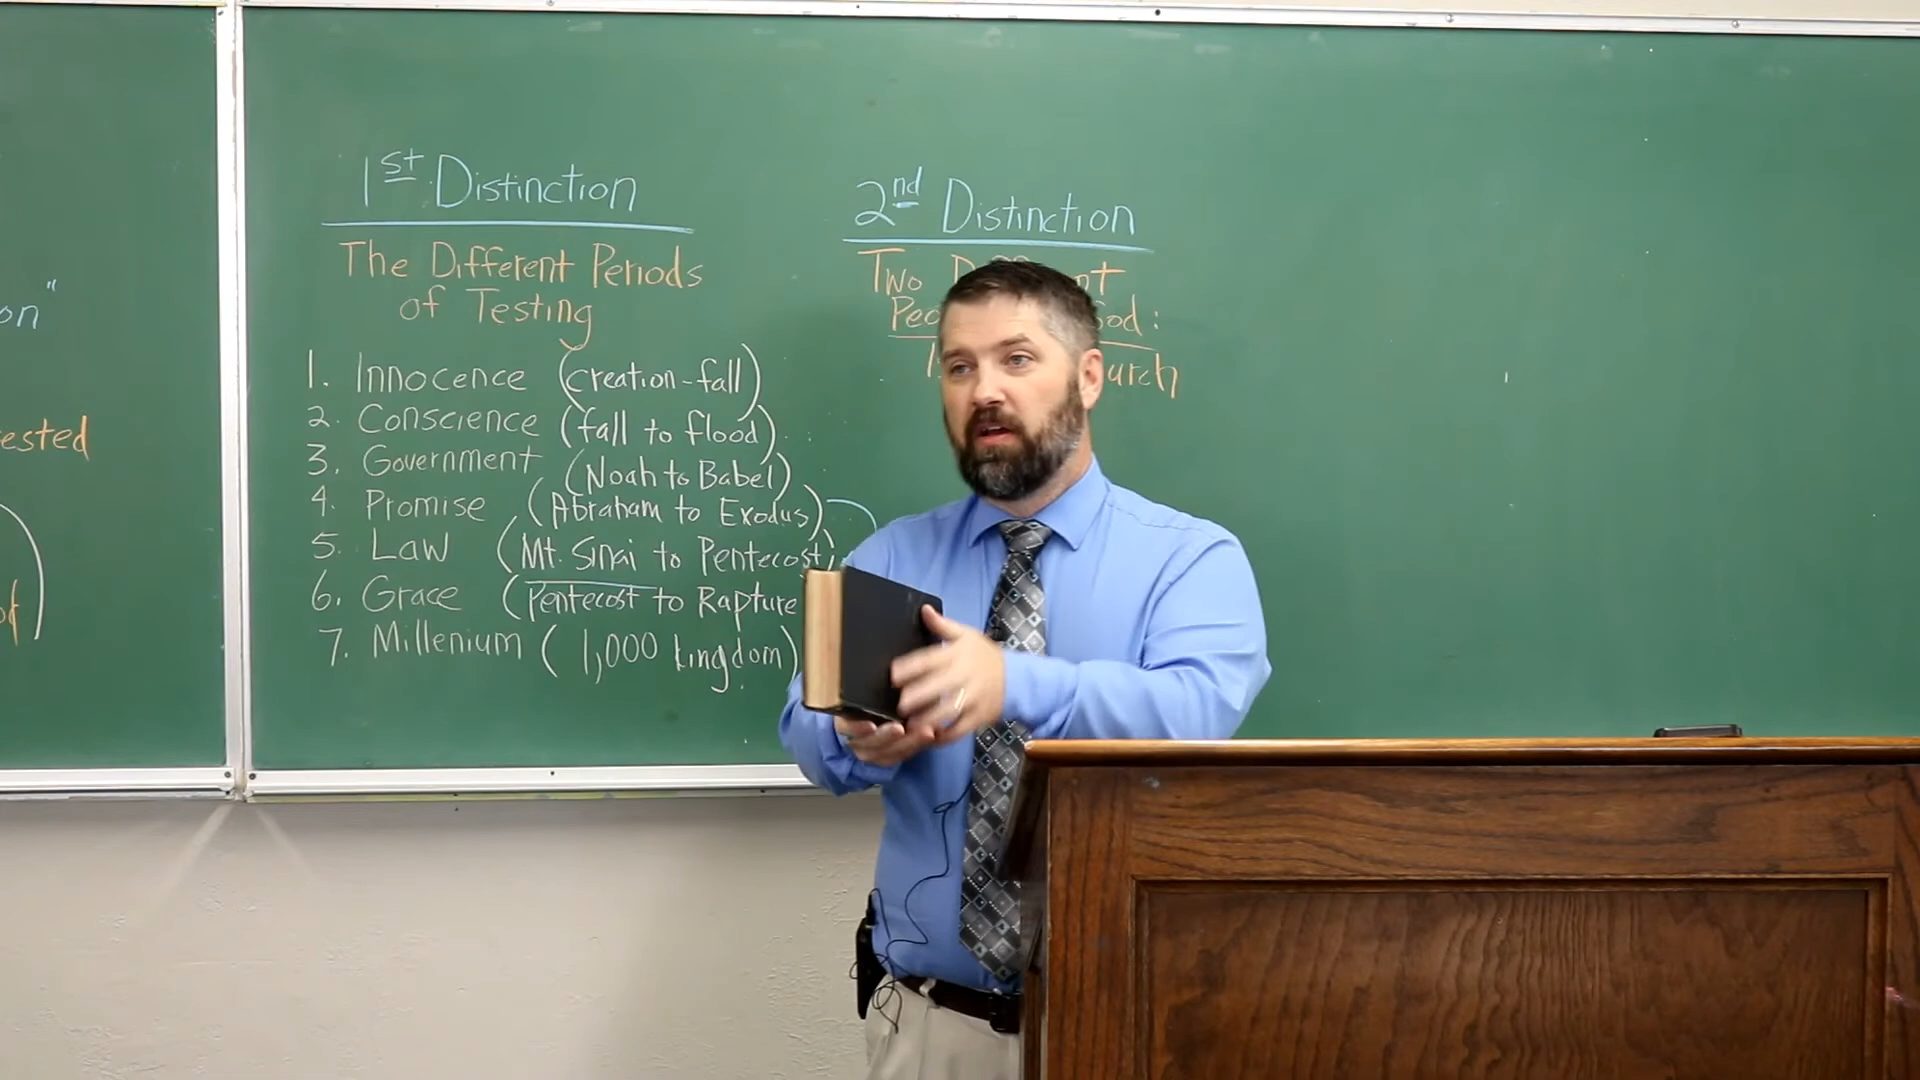 on"
ested
1st Distinction
The Different Periods
of Testing
1. Innocence (creation-fall)
2. Conscience (fall to flood)
3. Government (Noah to Babel)
4. Promise (Abraham to Exodus)
5. Law (Mt. Sinai to Pentecost)
6. Grace (Pentecost to Rapture
7. Millenium (1,000 kingdom)
2nd Distinction
Two
God: